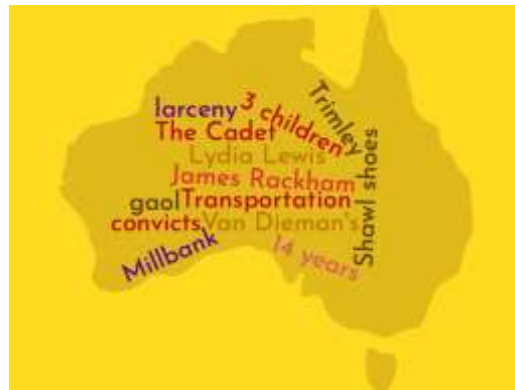 larceny
3 children
Trimley
The Cadet
Lydia Lewis
James Rackham
Shawl shoes
gaol
Transportation
convicts
Van Dieman's
Millbank
14 years